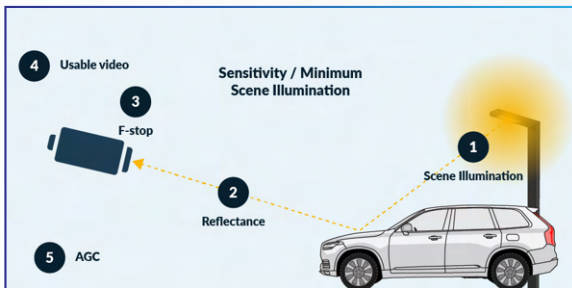 4 Usable video
Sensitivity / Minimum
Scene Illumination
3
F-stop
1
Scene Illumination
2
Reflectance
5 AGC